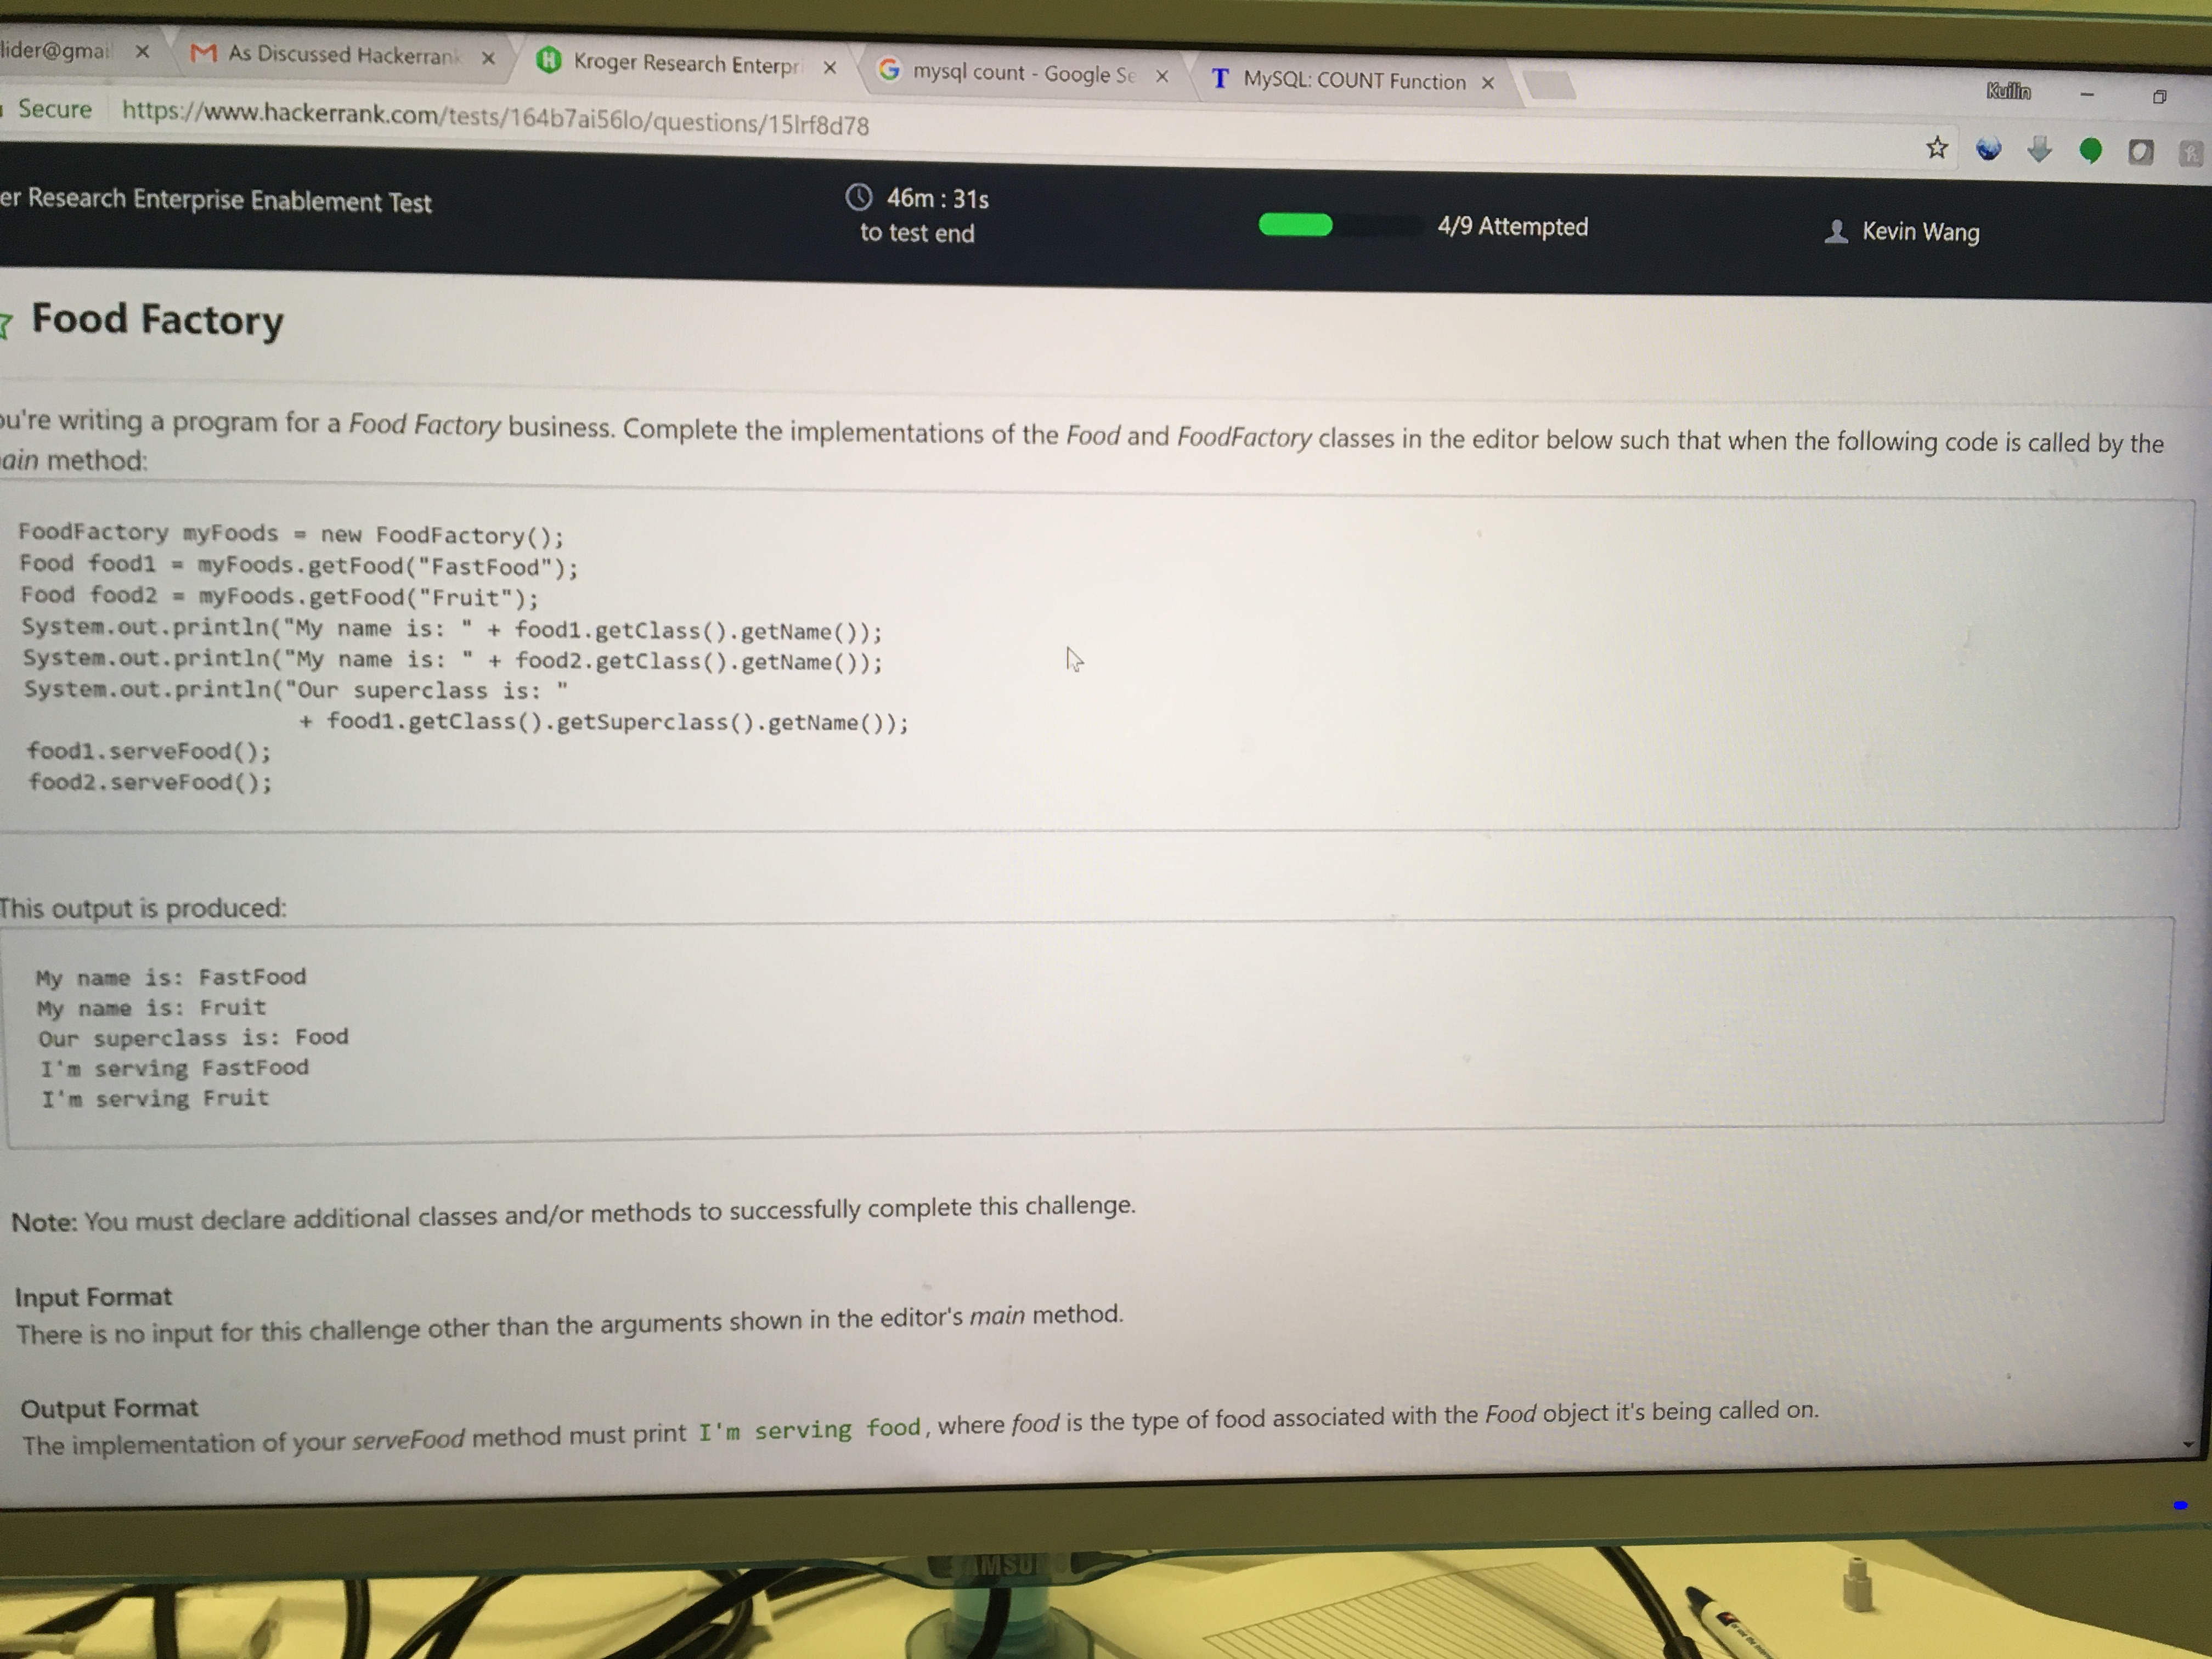 lider@gmai
As Discussed Hackerrank
Kroger Research Enterpr
mysql count - Google Se
MySQL: COUNT Function
Kuilin
Secure https://www.hackerrank.com/tests/164b7ai56lo/questions/15lrf8d78
er Research Enterprise Enablement Test
46m : 31s
to test end
4/9 Attempted
Kevin Wang
Food Factory
ou're writing a program for a Food Factory business. Complete the implementations of the Food and FoodFactory classes in the editor below such that when the following code is called by the
ain method:
FoodFactory myFoods = new FoodFactory();
Food food1 = myFoods.getFood("FastFood");
Food food2 = myFoods.getFood("Fruit");
System.out.println("My name is: " + food1.getClass().getName());
System.out.println("My name is: " + food2.getClass().getName());
System.out.println("Our superclass is: "
+ food1.getClass().getSuperclass().getName());
food1.serveFood();
food2.serveFood();
This output is produced:
My name is: FastFood
My name is: Fruit
Our superclass is: Food
I'm serving FastFood
I'm serving Fruit
Note: You must declare additional classes and/or methods to successfully complete this challenge.
Input Format
There is no input for this challenge other than the arguments shown in the editor's main method.
Output Format
The implementation of your serveFood method must print I'm serving food, where food is the type of food associated with the Food object it's being called on.
SAMSUNG